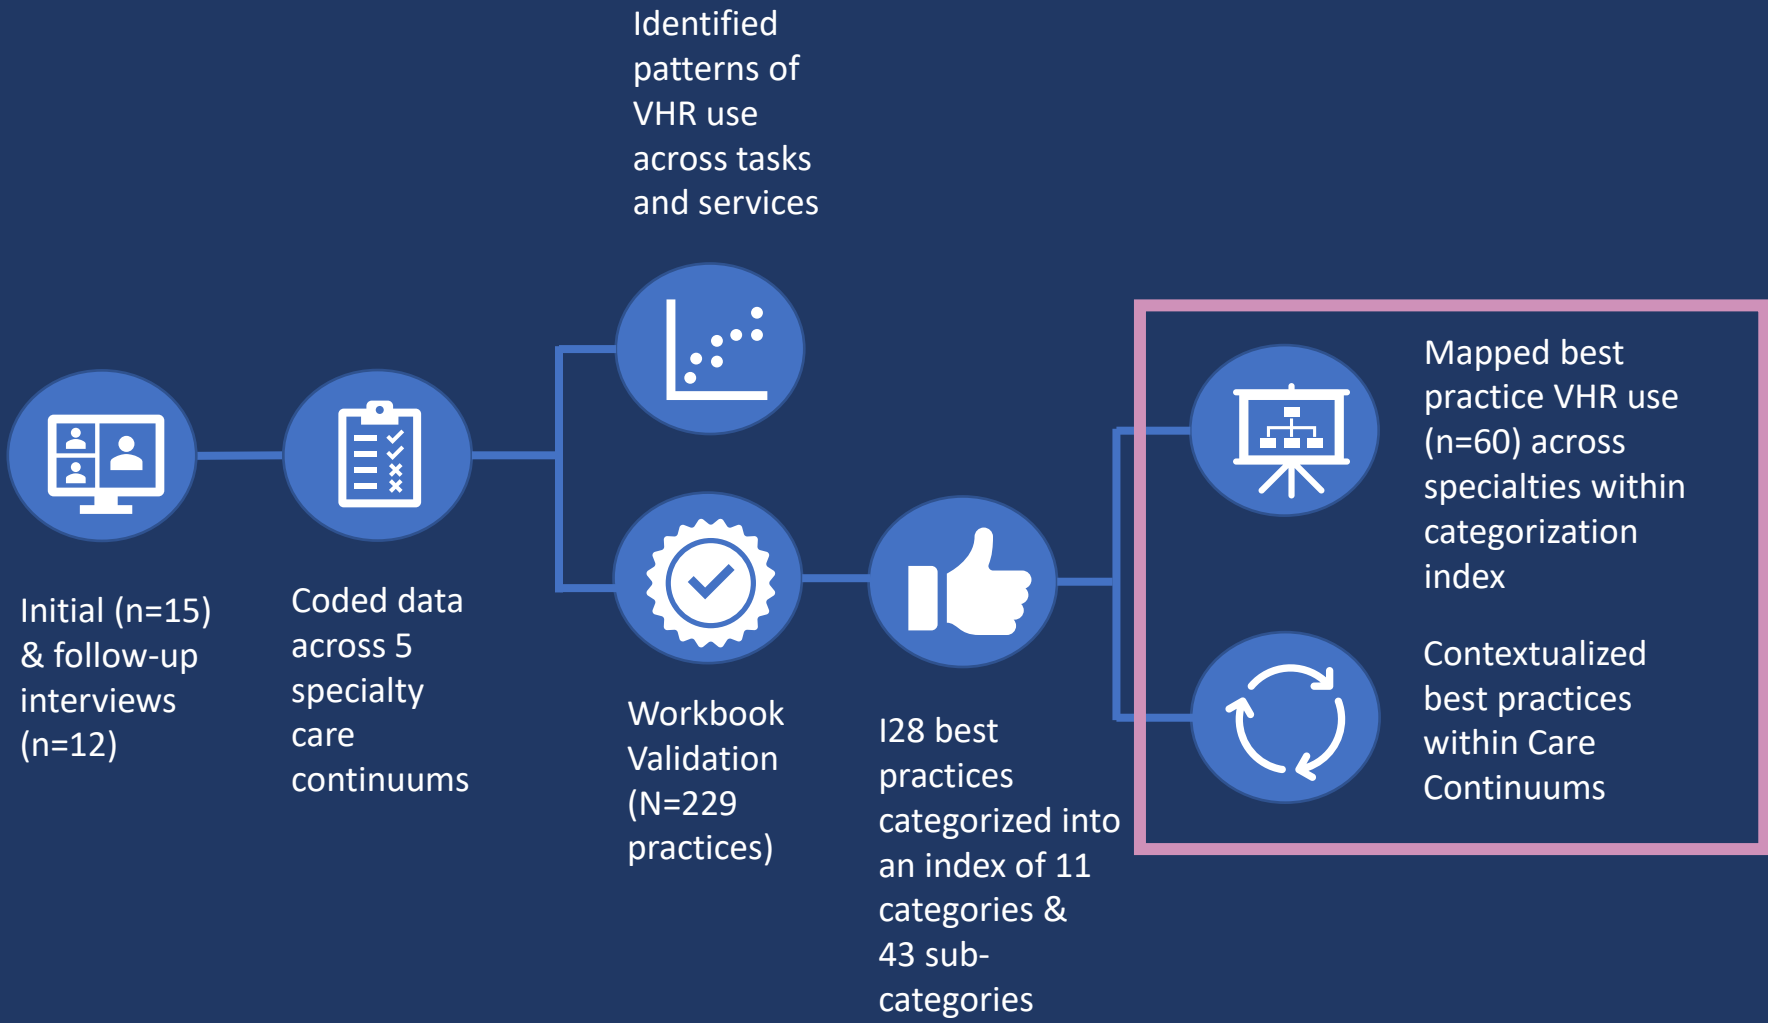 Identified
patterns of
VHR use
across tasks
and services
Initial (n=15)
& follow-up
interviews
(n=12)
Coded data
across 5
specialty
care
continuums
Workbook
Validation
(N=229
practices)
I28 best
practices
categorized into
an index of 11
categories &
43 sub-
categories
Mapped best
practice VHR use
(n=60) across
specialties within
categorization
index
Contextualized
best practices
within Care
Continuums